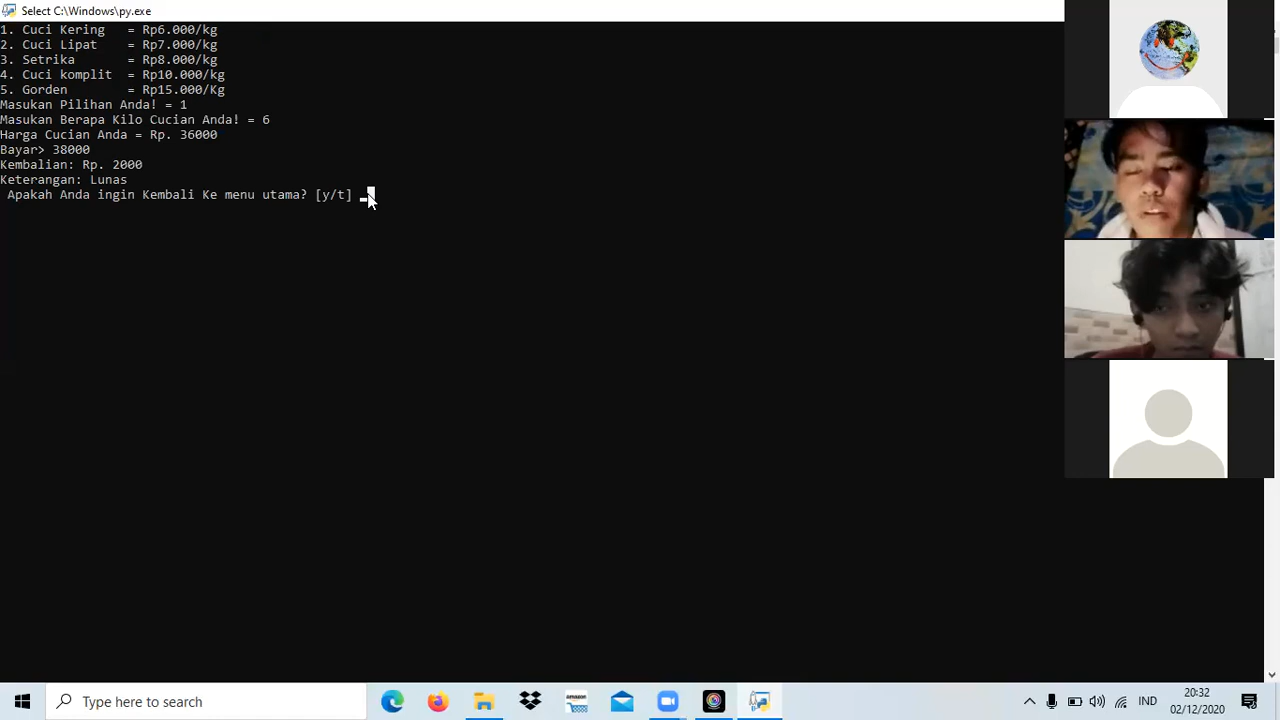 Select C:\Windows\py.exe
1. Cuci Kering   = Rp6.000/kg
2. Cuci Lipat    = Rp7.000/kg
3. Setrika       = Rp8.000/kg
4. Cuci komplit  = Rp10.000/kg
5. Gorden        = Rp15.000/Kg
Masukan Pilihan Anda! = 1
Masukan Berapa Kilo Cucian Anda! = 6
Harga Cucian Anda = Rp. 36000
Bayar> 38000
Kembalian: Rp. 2000
Keterangan: Lunas
Apakah Anda ingin Kembali Ke menu utama? [y/t]
Type here to search
amazon
IND
20:32
02/12/2020